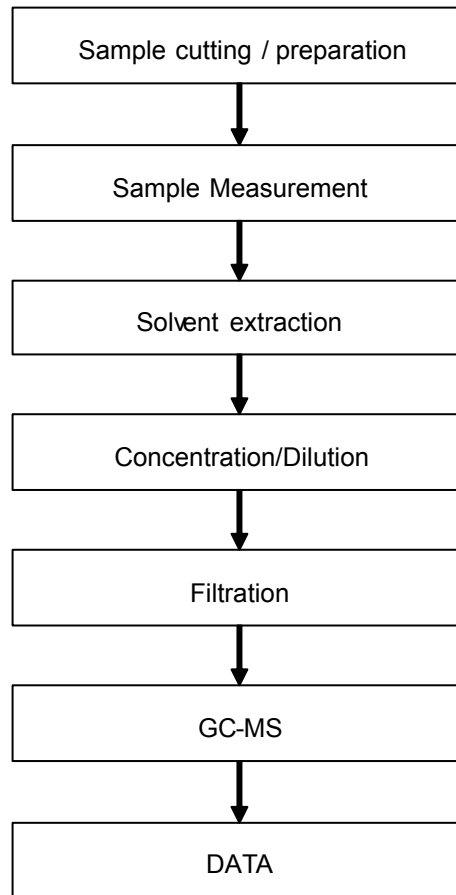 Sample cutting / preparation
Sample Measurement
Solvent extraction
Concentration/Dilution
Filtration
GC-MS
DATA